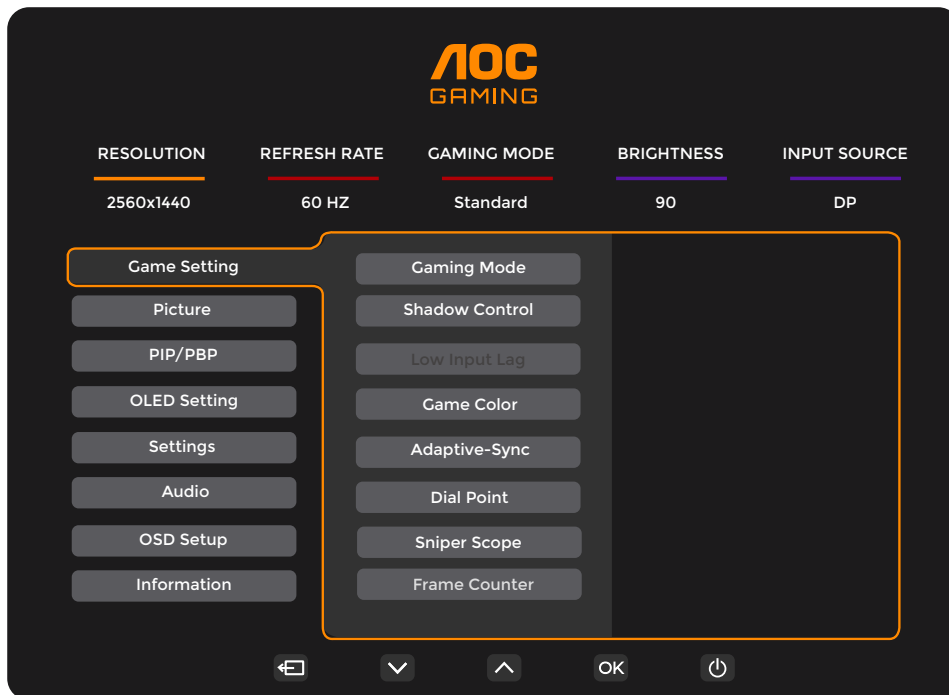 AOC
GAMING
RESOLUTION REFRESH RATE GAMING MODE BRIGHTNESS INPUT SOURCE
2560x1440 60 HZ Standard 90 DP
Game Setting
Picture
PIP/PBP
OLED Setting
Settings
Audio
OSD Setup
Information
Gaming Mode
Shadow Control
Low Input Lag
Game Color
Adaptive-Sync
Dial Point
Sniper Scope
Frame Counter
OK